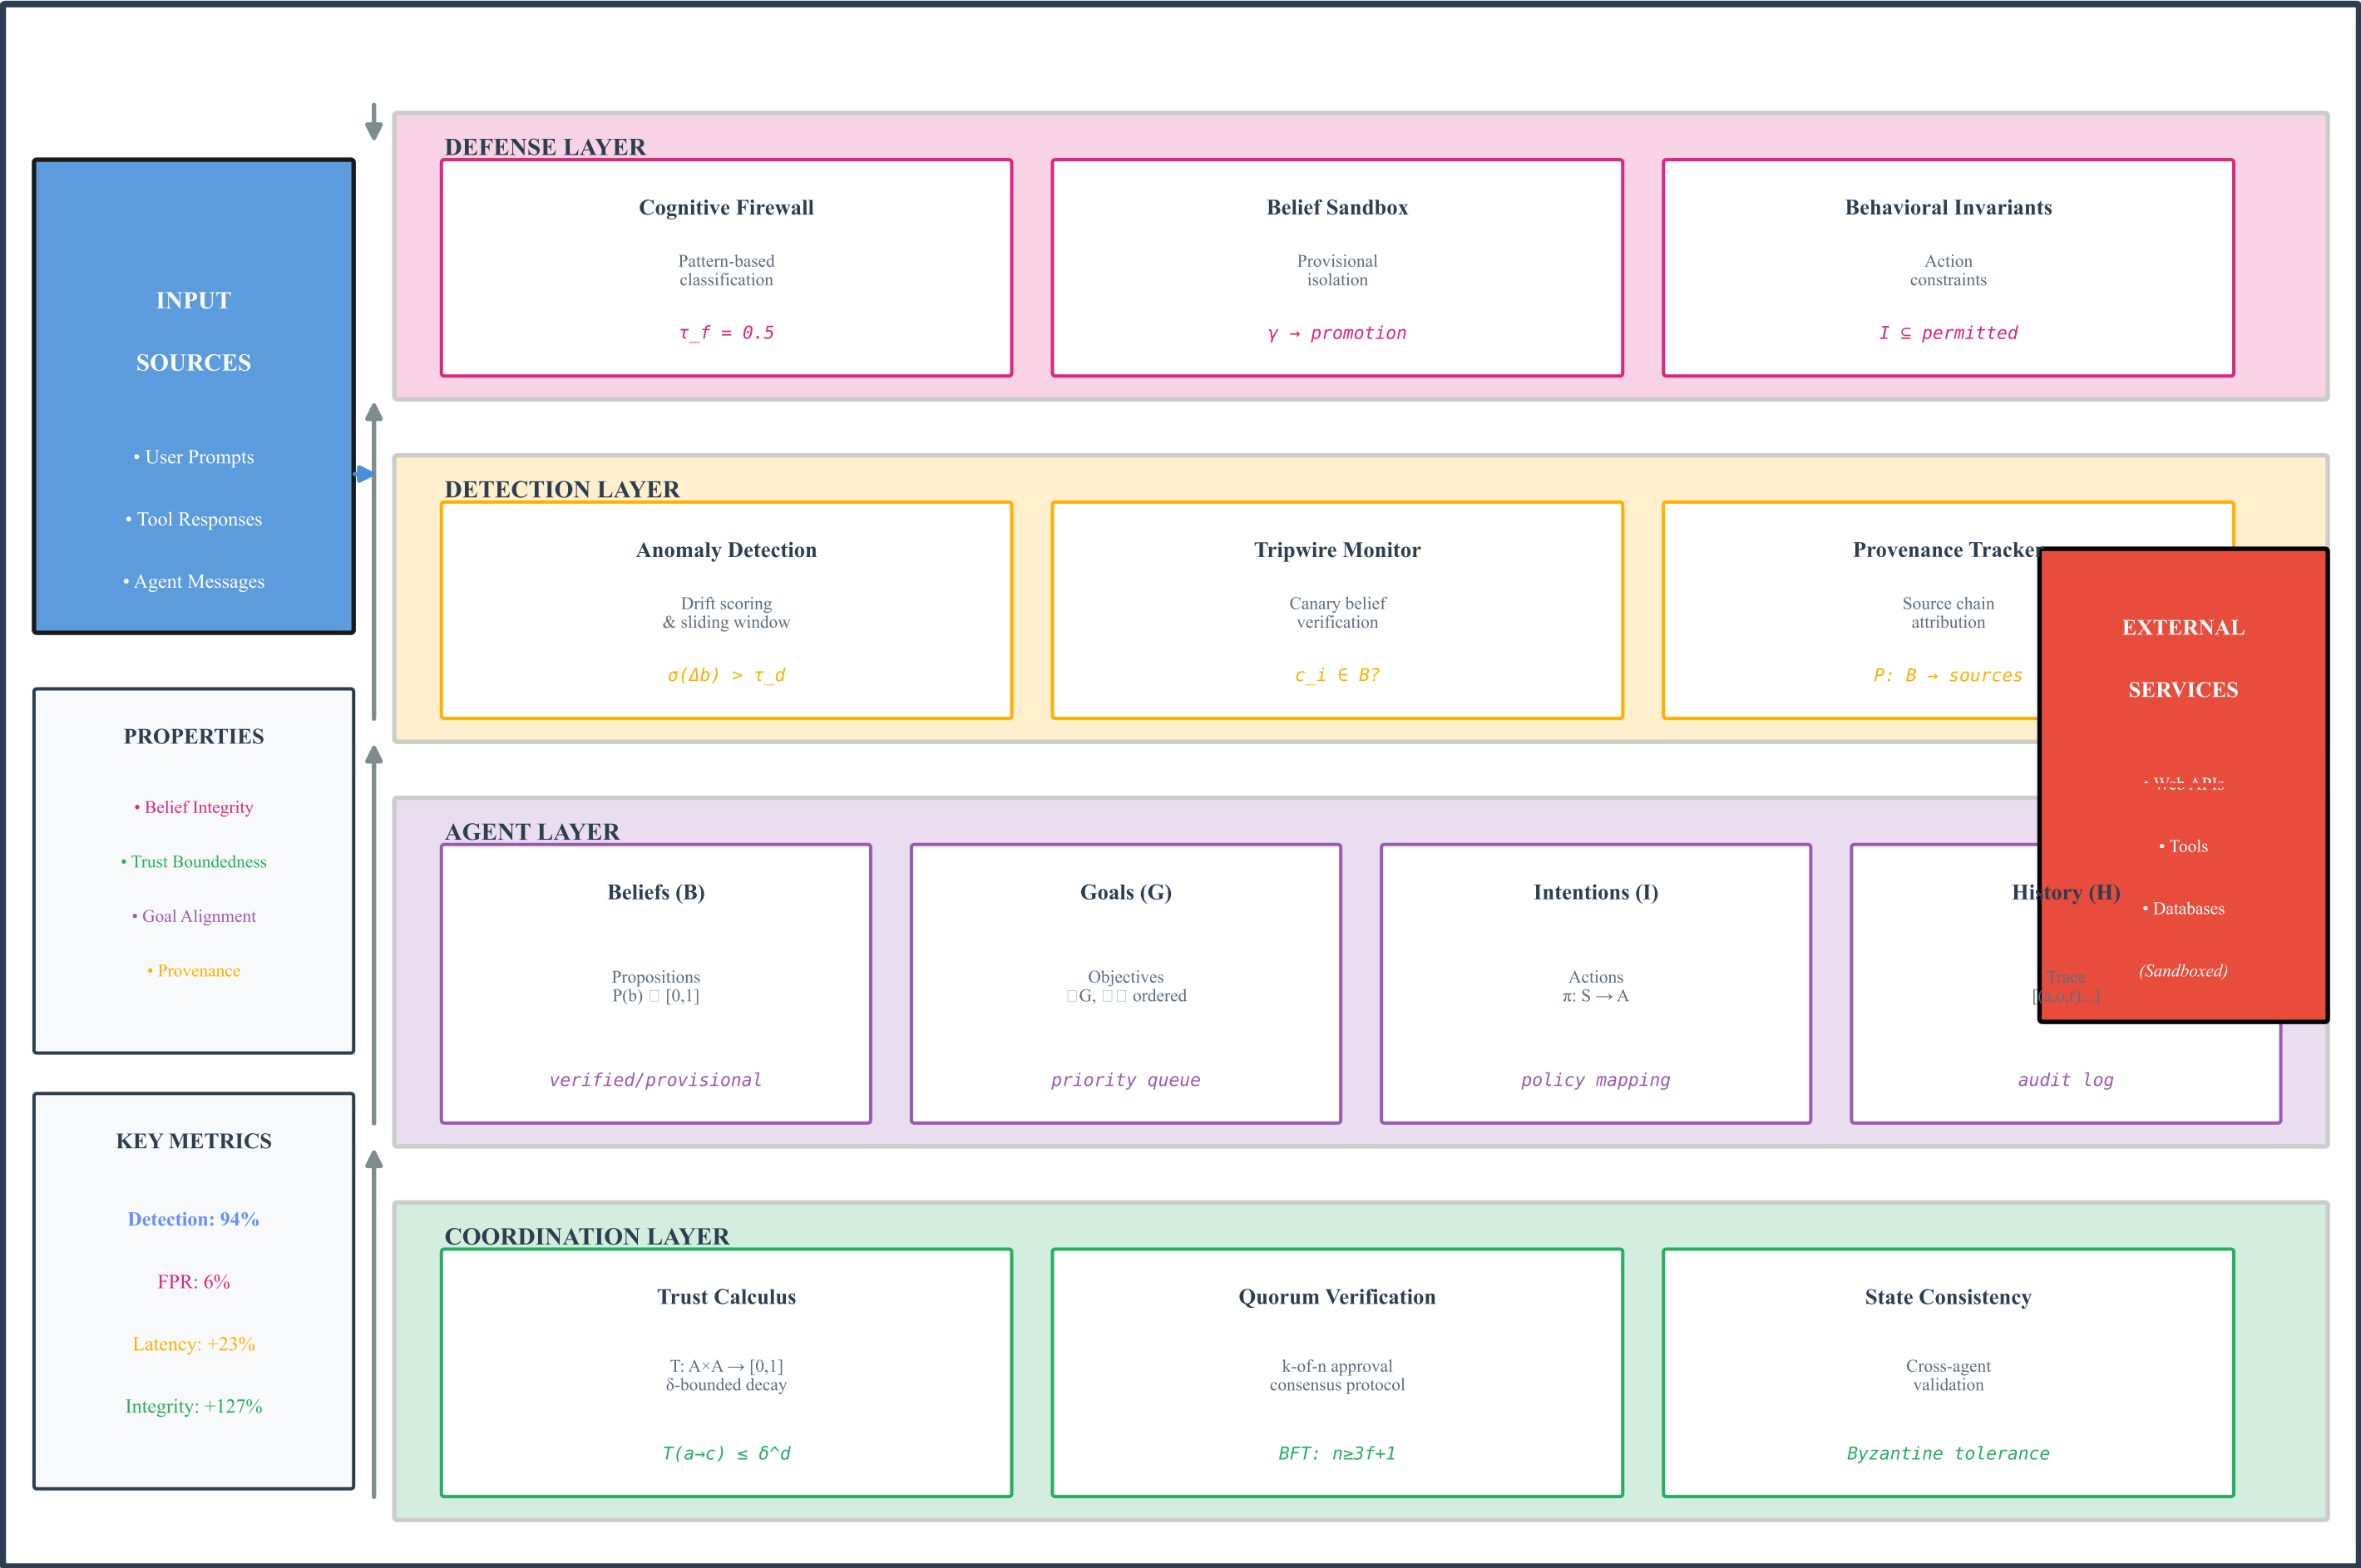 INPUT
SOURCES
• User Prompts
• Tool Responses
• Agent Messages
PROPERTIES
• Belief Integrity
• Trust Boundedness
• Goal Alignment
• Provenance
KEY METRICS
Detection: 94%
FPR: 6%
Latency: +23%
Integrity: +127%
DEFENSE LAYER
Cognitive Firewall
Pattern-based
classification
τ_f = 0.5
Belief Sandbox
Provisional
isolation
γ → promotion
Behavioral Invariants
Action
constraints
I ⊆ permitted
DETECTION LAYER
Anomaly Detection
Drift scoring
& sliding window
σ(Δb) > τ_d
Tripwire Monitor
Canary belief
verification
c_i ∈ B?
Provenance Tracker
Source chain
attribution
P: B → sources
EXTERNAL
SERVICES
• Web APIs
• Tools
• Databases
(Sandboxed)
AGENT LAYER
Beliefs (B)
Propositions
P(b) □ [0,1]
verified/provisional
Goals (G)
Objectives
□G, □□ ordered
priority queue
Intentions (I)
Actions
π: S → A
policy mapping
History (H)
Trace
[(a,o,r)...]
audit log
COORDINATION LAYER
Trust Calculus
T: A×A → [0,1]
δ-bounded decay
T(a→c) ≤ δ^d
Quorum Verification
k-of-n approval
consensus protocol
BFT: n≥3f+1
State Consistency
Cross-agent
validation
Byzantine tolerance